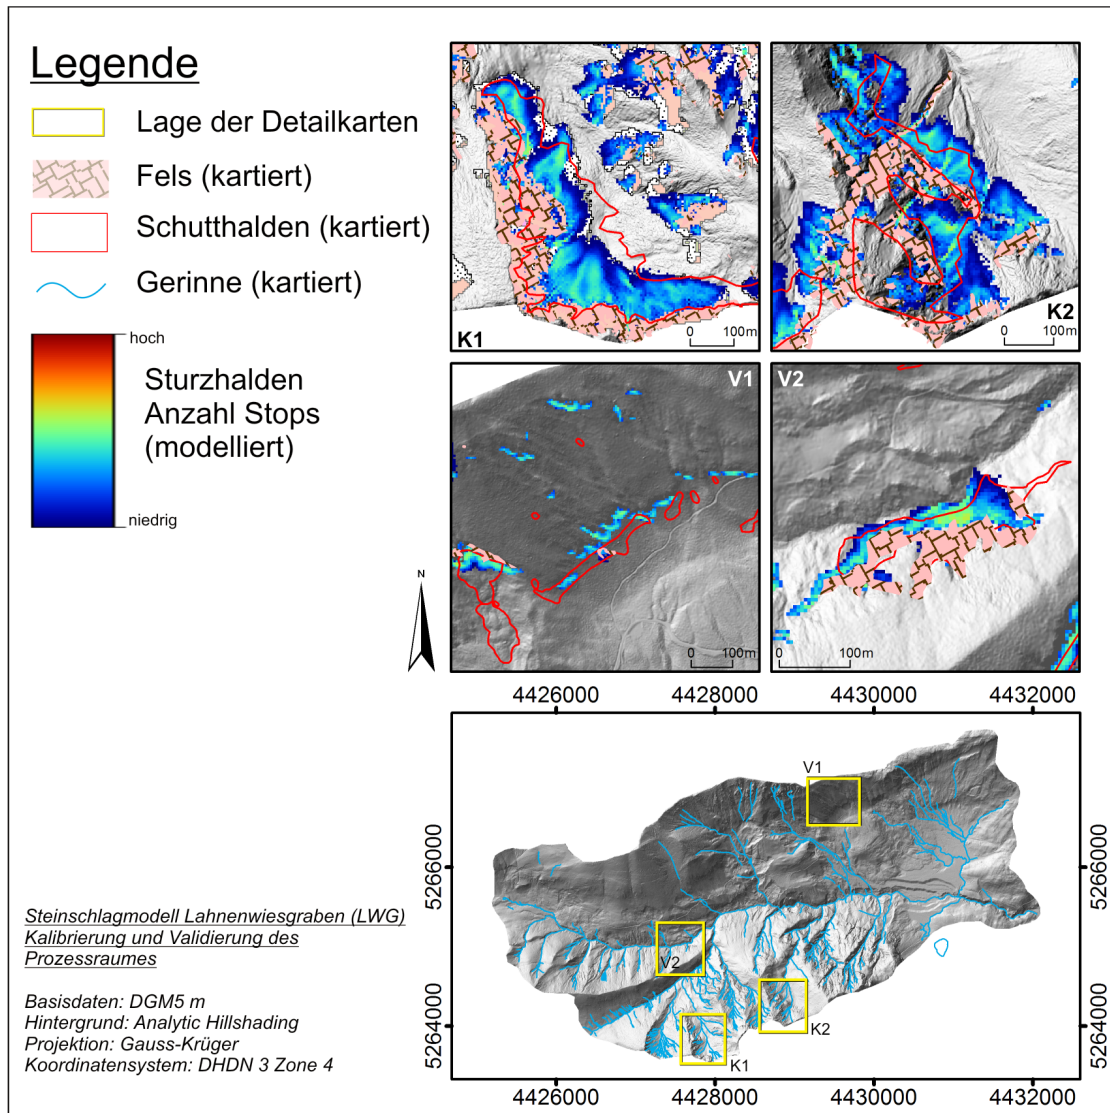 Legende
Lage der Detailkarten
Fels (kartiert)
Schutthalden (kartiert)
Gerinne (kartiert)
hoch
Sturzhalden
Anzahl Stops
(modelliert)
niedrig
K1
0 100m
K2
0 100m
V1
0 100m
V2
0 100m
N
4426000 4428000 4430000 4432000
V1
V2
K2
K1
5266000
5264000
5266000
5264000
4426000 4428000 4430000 4432000
Steinschlagmodell Lahnenwiesgraben (LWG)
Kalibrierung und Validierung des
Prozessraumes
Basisdaten: DGM5 m
Hintergrund: Analytic Hillshading
Projektion: Gauss-Krüger
Koordinatensystem: DHDN 3 Zone 4